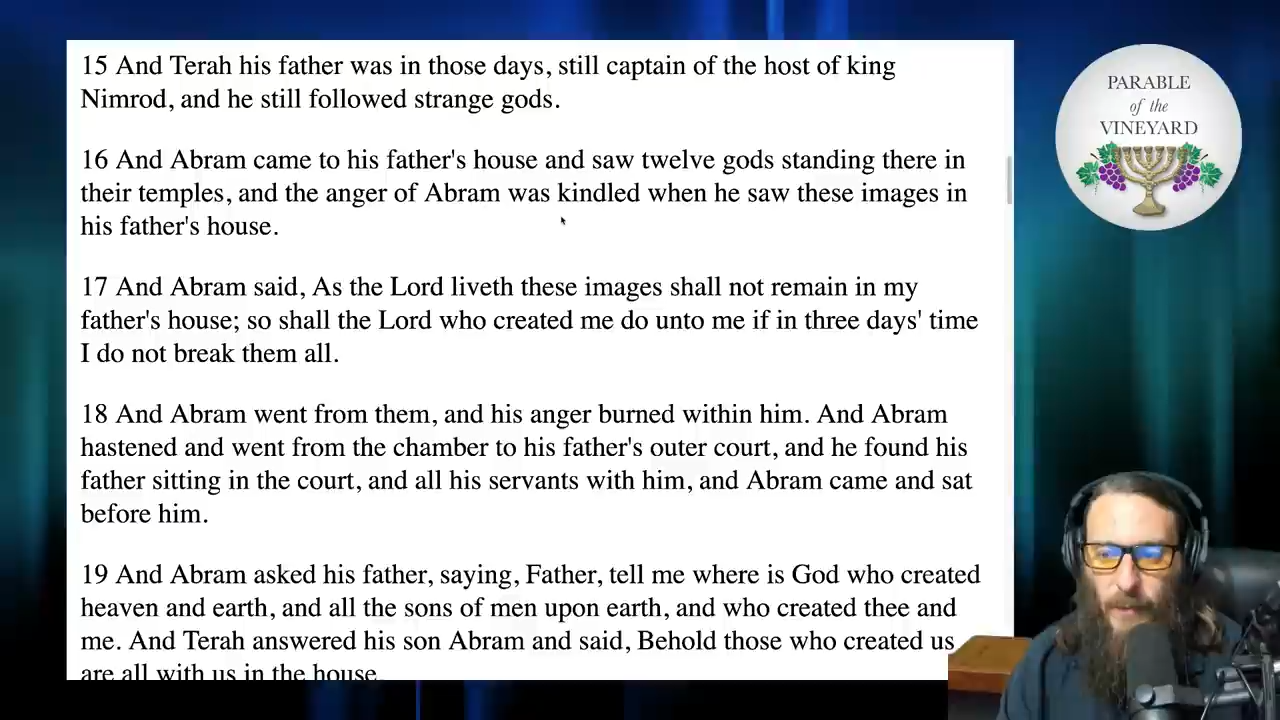 15 And Terah his father was in those days, still captain of the host of king
Nimrod, and he still followed strange gods.
16 And Abram came to his father's house and saw twelve gods standing there in
their temples, and the anger of Abram was kindled when he saw these images in
his father's house.
17 And Abram said, As the Lord liveth these images shall not remain in my
father's house; so shall the Lord who created me do unto me if in three days' time
I do not break them all.
18 And Abram went from them, and his anger burned within him. And Abram
hastened and went from the chamber to his father's outer court, and he found his
father sitting in the court, and all his servants with him, and Abram came and sat
before him.
19 And Abram asked his father, saying, Father, tell me where is God who created
heaven and earth, and all the sons of men upon earth, and who created thee and
me. And Terah answered his son Abram and said, Behold those who created us
are all with us in the house.
PARABLE
of the
VINEYARD